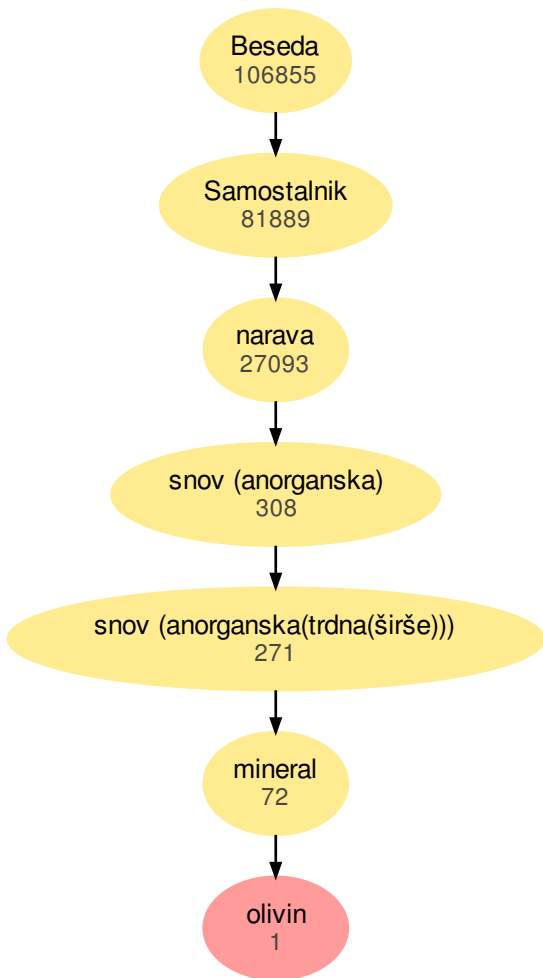 Beseda
106855
Samostalnik
81889
narava
27093
snov (anorganska)
308
snov (anorganska(trdna(širše)))
271
mineral
72
olivin
1